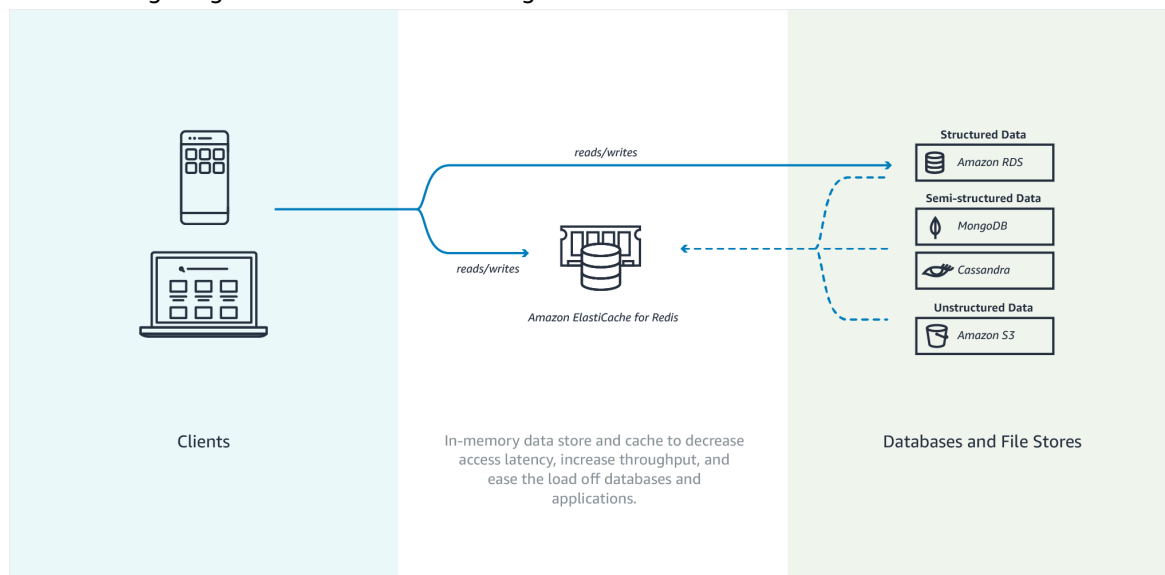 reads/writes
Structured Data
Amazon RDS
Semi-structured Data
MongoDB
Cassandra
reads/writes
Unstructured Data
Amazon ElastiCache for Redis
Amazon S3
Clients
In-memory data store and cache to decrease
access latency, increase throughput, and
ease the load off databases and
applications.
Databases and File Stores